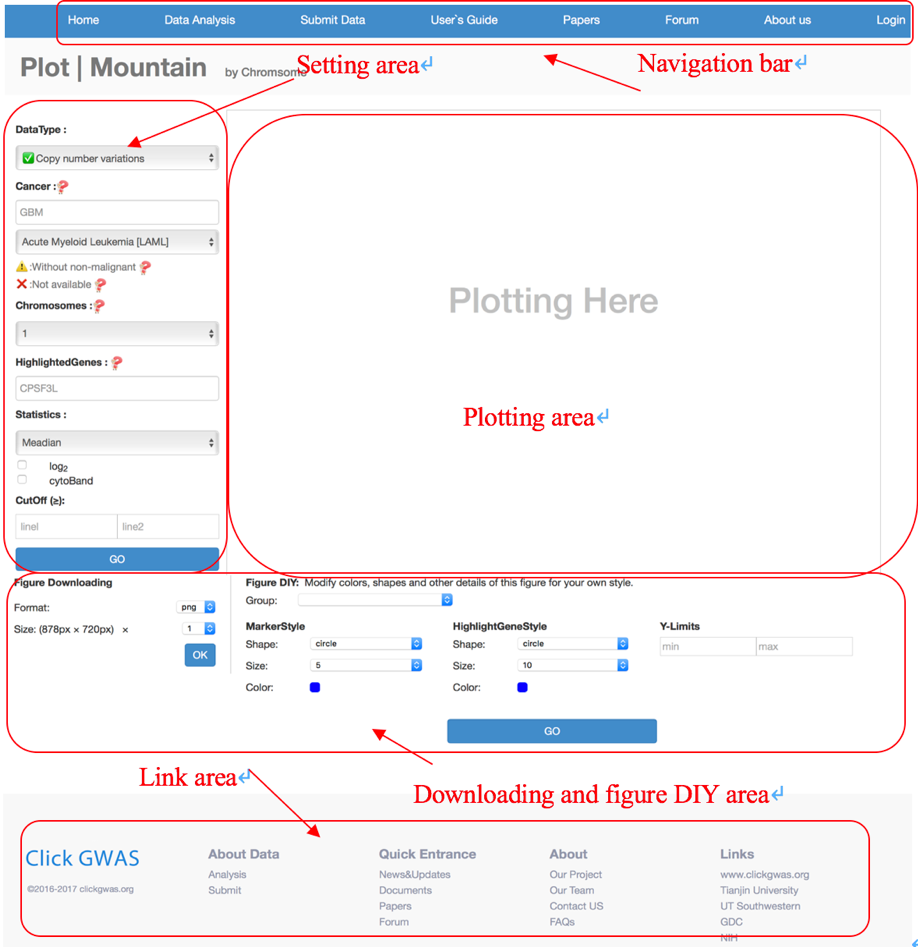 Home Data Analysis Submit Data User`s Guide Papers Forum About us Login
Plot | Mountain by Chromsome
Setting area
Navigation bar
DataType :
Copy number variations
Cancer :
GBM
Acute Myeloid Leukemia [LAML]
:Without non-malignant
:Not available
Chromosomes :
1
HighlightedGenes :
CPSF3L
Statistics :
Meadian
log2
cytoBand
CutOff (≥):
linel line2
GO
Plotting Here
Plotting area
Figure Downloading
Format: png
Size: (878px × 720px) × 1
OK
Figure DIY: Modify colors, shapes and other details of this figure for your own style.
Group:
MarkerStyle HighlightGeneStyle Y-Limits
Shape: circle Shape: circle min max
Size: 5 Size: 10
Color: Color:
GO
Link area
Downloading and figure DIY area
Click GWAS
©2016-2017 clickgwas.org
About Data
Analysis
Submit
Quick Entrance
News&Updates
Documents
Papers
Forum
About
Our Project
Our Team
Contact US
FAQs
Links
www.clickgwas.org
Tianjin University
UT Southwestern
GDC
NIH